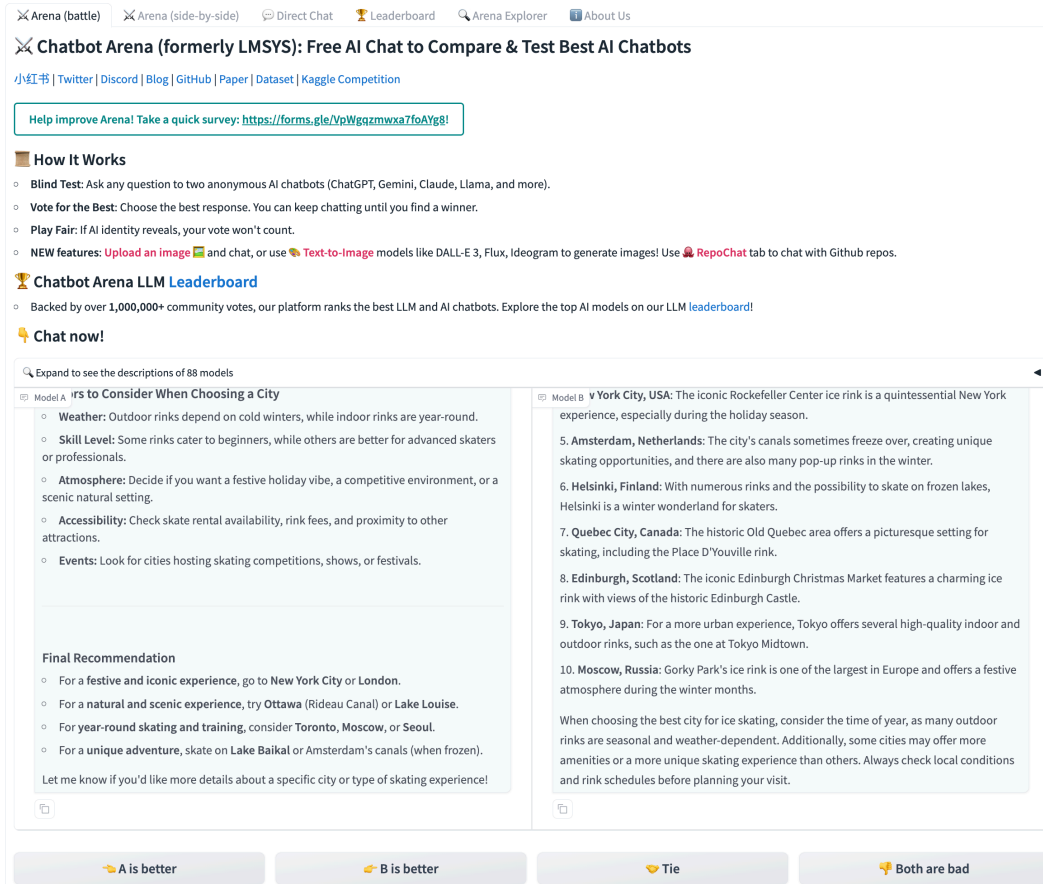 ⚔️ Arena (battle)
⚔️ Arena (side-by-side)
💬 Direct Chat
🏆 Leaderboard
🔍 Arena Explorer
ℹ️ About Us
⚔️ Chatbot Arena (formerly LMSYS): Free AI Chat to Compare & Test Best AI Chatbots
小红书 | Twitter | Discord | Blog | GitHub | Paper | Dataset | Kaggle Competition
Help improve Arena! Take a quick survey: https://forms.gle/VpWgqzmwxa7foAYg8!
📜 How It Works
Blind Test: Ask any question to two anonymous AI chatbots (ChatGPT, Gemini, Claude, Llama, and more).
Vote for the Best: Choose the best response. You can keep chatting until you find a winner.
Play Fair: If AI identity reveals, your vote won't count.
NEW features: Upload an image 🖼️ and chat, or use 🎨 Text-to-Image models like DALL-E 3, Flux, Ideogram to generate images! Use 🐙 RepoChat tab to chat with Github repos.
🏆 Chatbot Arena LLM Leaderboard
Backed by over 1,000,000+ community votes, our platform ranks the best LLM and AI chatbots. Explore the top AI models on our LLM leaderboard!
👇 Chat now!
🔍 Expand to see the descriptions of 88 models
Model A
rs to Consider When Choosing a City
Weather: Outdoor rinks depend on cold winters, while indoor rinks are year-round.
Skill Level: Some rinks cater to beginners, while others are better for advanced skaters
or professionals.
Atmosphere: Decide if you want a festive holiday vibe, a competitive environment, or a
scenic natural setting.
Accessibility: Check skate rental availability, rink fees, and proximity to other
attractions.
Events: Look for cities hosting skating competitions, shows, or festivals.
Final Recommendation
For a festive and iconic experience, go to New York City or London.
For a natural and scenic experience, try Ottawa (Rideau Canal) or Lake Louise.
For year-round skating and training, consider Toronto, Moscow, or Seoul.
For a unique adventure, skate on Lake Baikal or Amsterdam's canals (when frozen).
Let me know if you'd like more details about a specific city or type of skating experience!
Model B
v York City, USA: The iconic Rockefeller Center ice rink is a quintessential New York
experience, especially during the holiday season.
5. Amsterdam, Netherlands: The city's canals sometimes freeze over, creating unique
skating opportunities, and there are also many pop-up rinks in the winter.
6. Helsinki, Finland: With numerous rinks and the possibility to skate on frozen lakes,
Helsinki is a winter wonderland for skaters.
7. Quebec City, Canada: The historic Old Quebec area offers a picturesque setting for
skating, including the Place D'Youville rink.
8. Edinburgh, Scotland: The iconic Edinburgh Christmas Market features a charming ice
rink with views of the historic Edinburgh Castle.
9. Tokyo, Japan: For a more urban experience, Tokyo offers several high-quality indoor and
outdoor rinks, such as the one at Tokyo Midtown.
10. Moscow, Russia: Gorky Park's ice rink is one of the largest in Europe and offers a festive
atmosphere during the winter months.
When choosing the best city for ice skating, consider the time of year, as many outdoor
rinks are seasonal and weather-dependent. Additionally, some cities may offer more
amenities or a more unique skating experience than others. Always check local conditions
and rink schedules before planning your visit.
👈 A is better
👉 B is better
🤝 Tie
👎 Both are bad